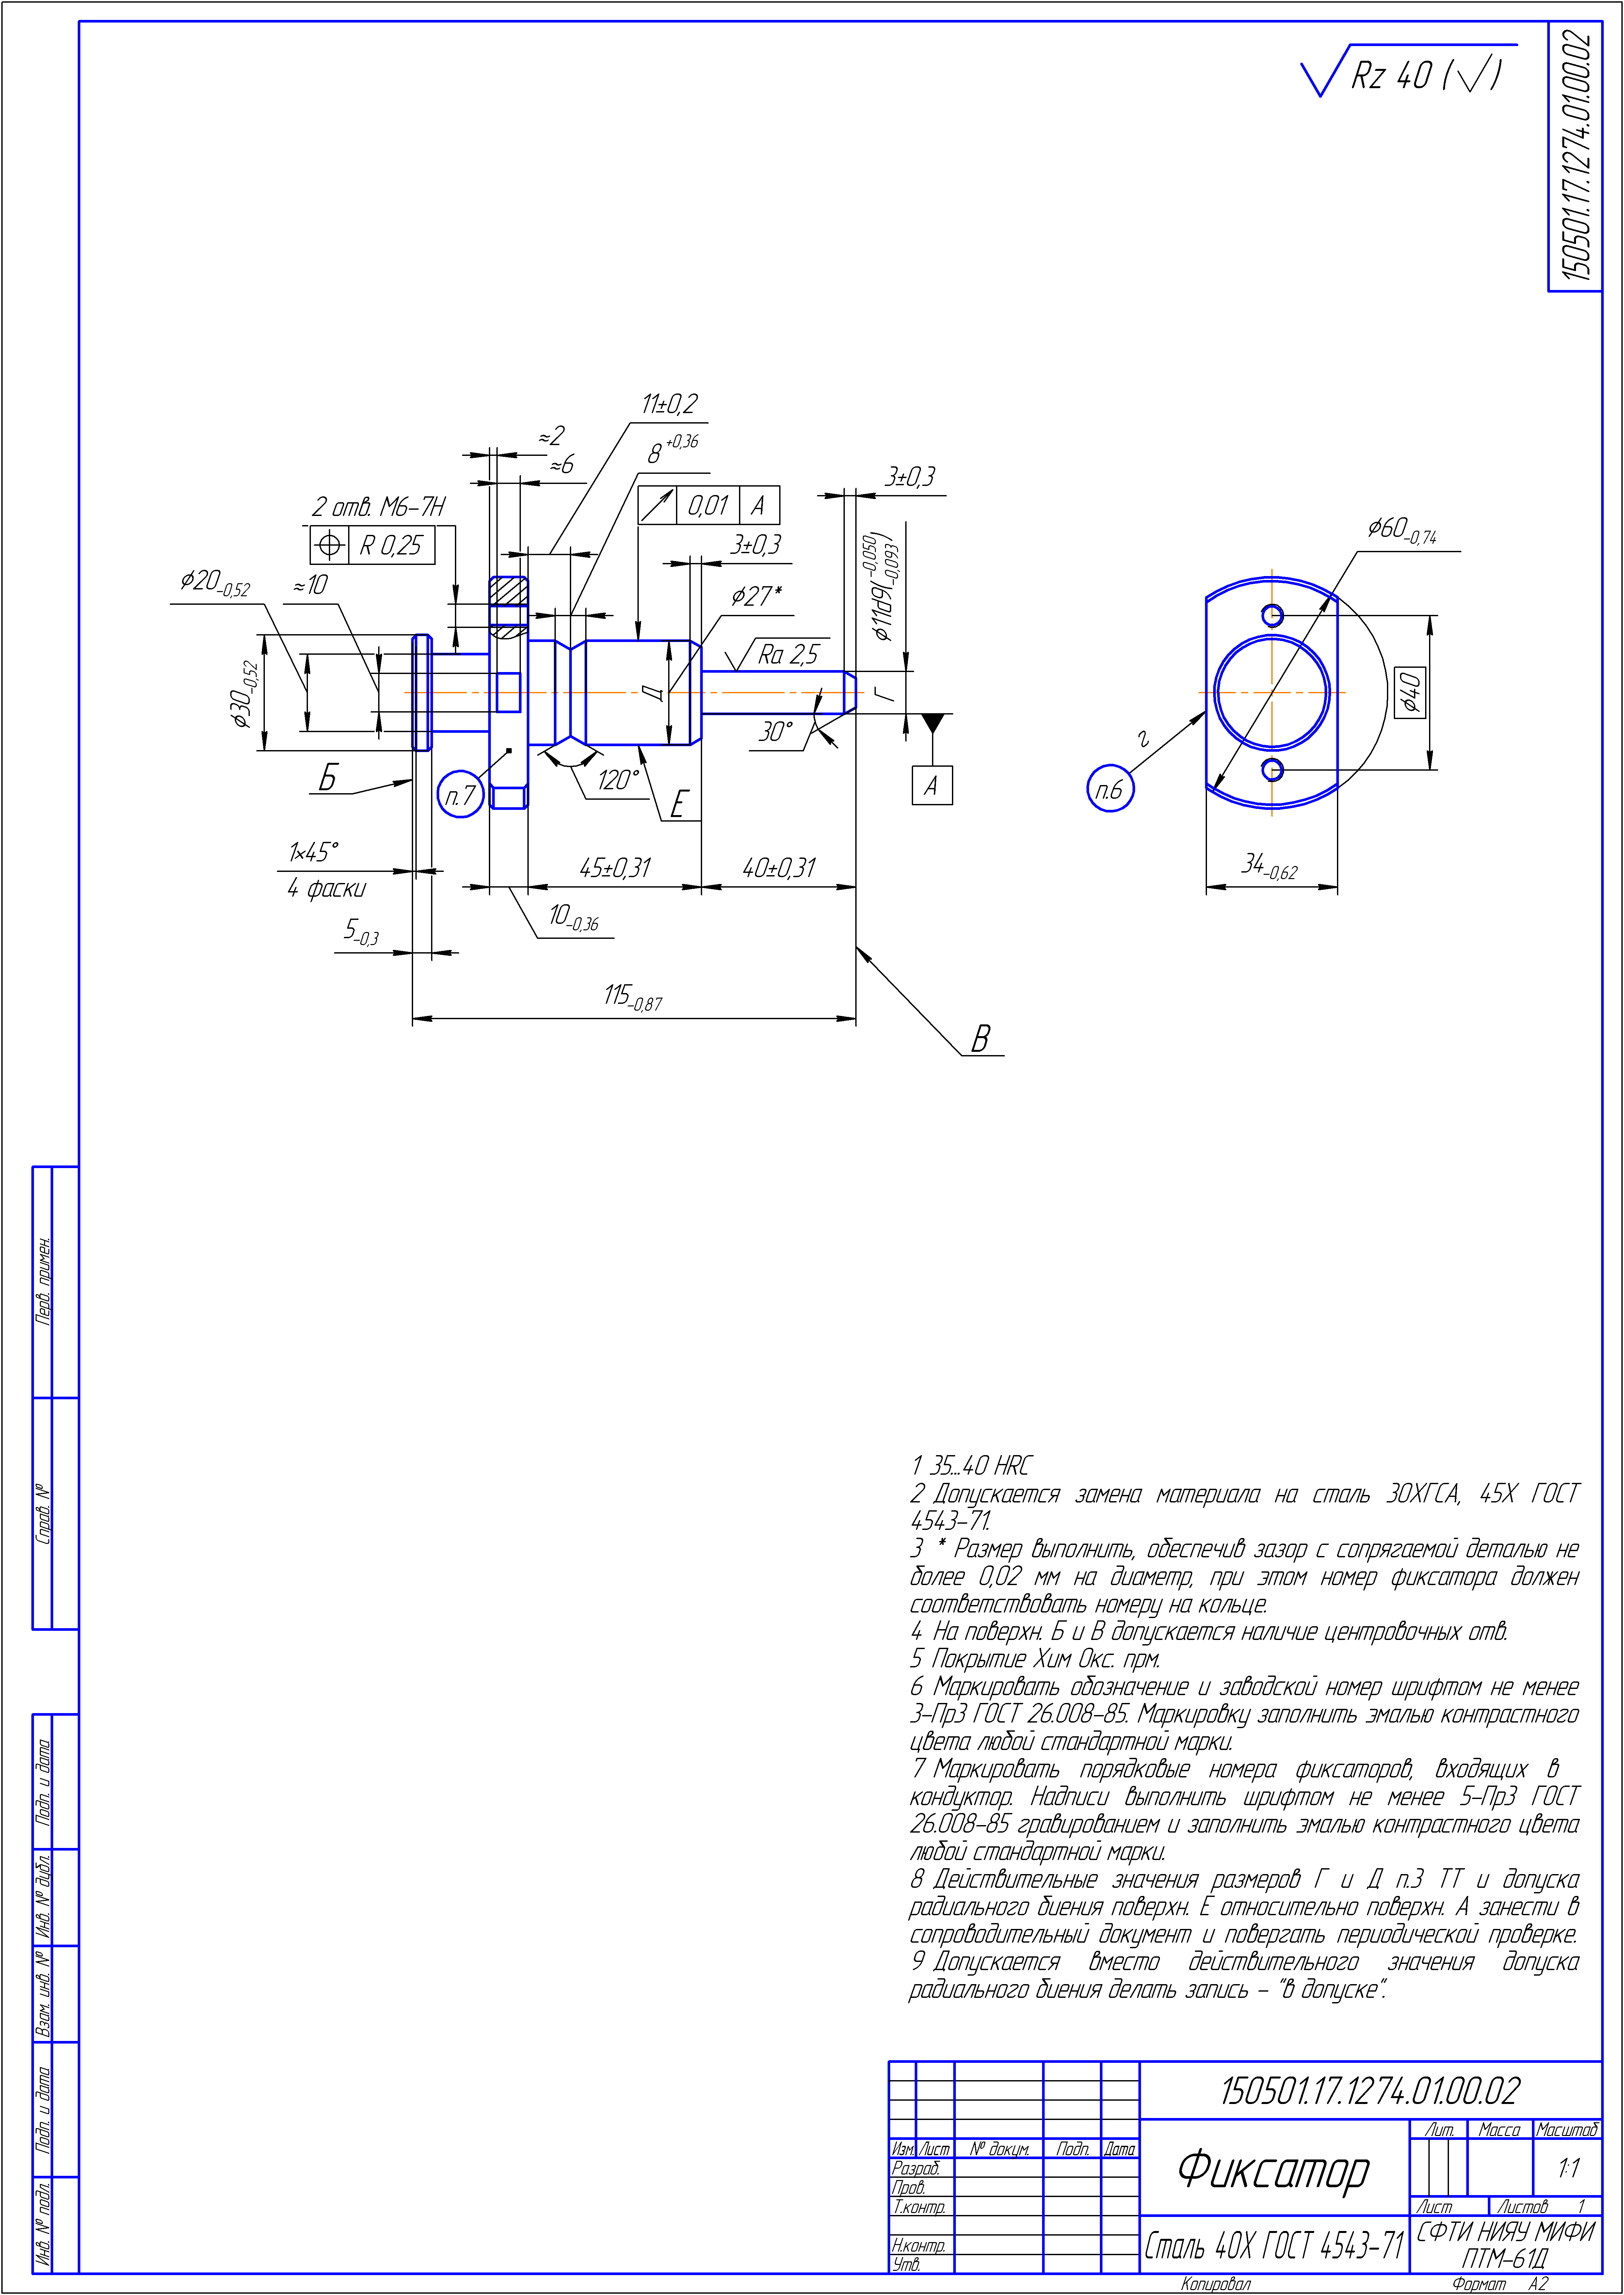 Rz 40 (√)
150501.17.1274.01.00.02
11±0,2
≈2
8 +0,36
≈6
3±0,3
2 отв. М6-7Н
0,01 А
R 0,25
3±0,3
⌀60-0,74
⌀11d9(-0,050 -0,093)
⌀20-0,52
≈10
⌀27*
Ra 2,5
⌀30-0,52
Д
Г
⌀40
30°
г
Б
п.7
120°
Е
А
п.6
1×45°
4 фаски
45±0,31
40±0,31
34-0,62
10-0,36
5-0,3
115-0,87
В
1 35...40 HRC
2 Допускается замена материала на сталь 30ХГСА, 45Х ГОСТ
4543-71.
3 * Размер выполнить, обеспечив зазор с сопрягаемой деталью не
более 0,02 мм на диаметр, при этом номер фиксатора должен
соответствовать номеру на кольце.
4 На поверхн. Б и В допускается наличие центровочных отв.
5 Покрытие Хим Окс. прм.
6 Маркировать обозначение и заводской номер шрифтом не менее
3-Пр3 ГОСТ 26.008-85. Маркировку заполнить эмалью контрастного
цвета любой стандартной марки.
7 Маркировать порядковые номера фиксаторов, входящих в
кондуктор. Надписи выполнить шрифтом не менее 5-Пр3 ГОСТ
26.008-85 гравированием и заполнить эмалью контрастного цвета
любой стандартной марки.
8 Действительные значения размеров Г и Д п.3 ТТ и допуска
радиального биения поверхн. Е относительно поверхн. А занести в
сопроводительный документ и повергать периодической проверке.
9 Допускается вместо действительного значения допуска
радиального биения делать запись - "в допуске".
Перв. примен.
Справ. №
Подп. и дата
Инв. № дубл.
Взам. инв. №
Подп. и дата
Инв. № подл.
150501.17.1274.01.00.02
Изм. Лист № докум. Подп. Дата
Разраб.
Пров.
Т.контр.
Н.контр.
Утв.
Фиксатор
Лит. Масса Масштаб
1:1
Лист Листов 1
Сталь 40Х ГОСТ 4543-71
СФТИ НИЯУ МИФИ
ПТМ-61Д
Копировал Формат А2